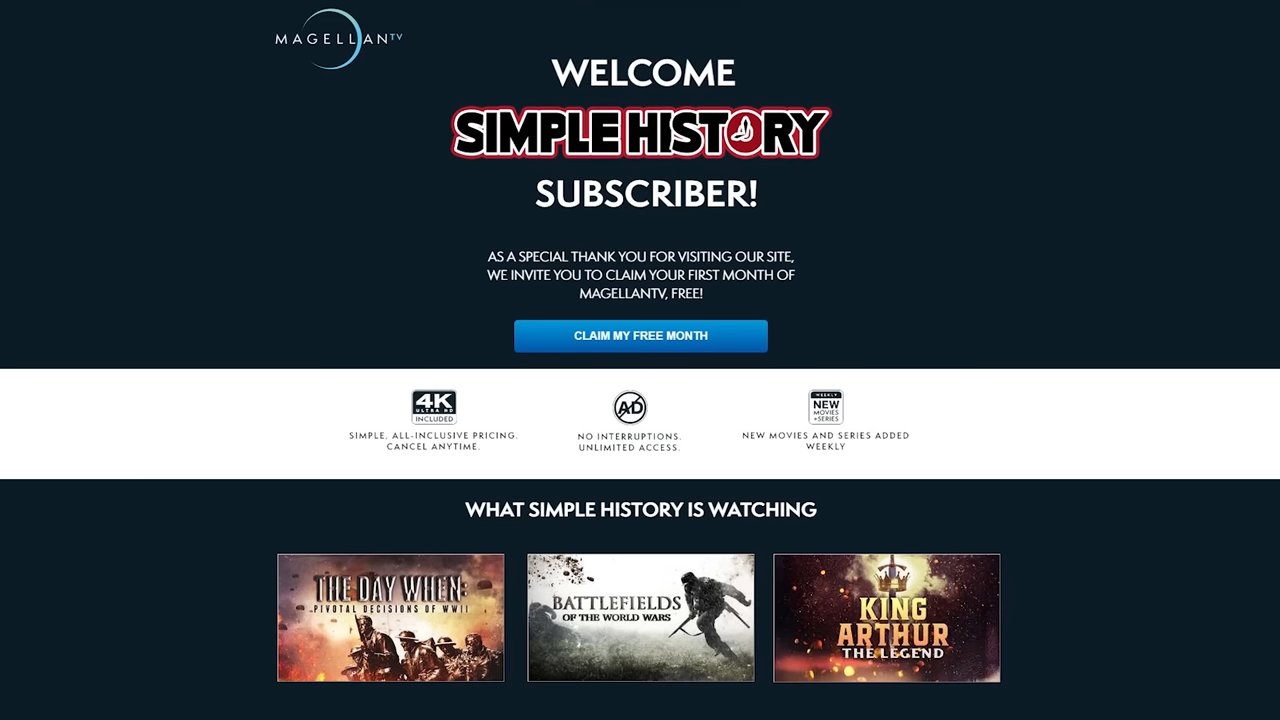 MAGELLANTV
WELCOME
SIMPLE HISTORY
SUBSCRIBER!
AS A SPECIAL THANK YOU FOR VISITING OUR SITE,
WE INVITE YOU TO CLAIM YOUR FIRST MONTH OF
MAGELLANTV, FREE!
CLAIM MY FREE MONTH
4K
ULTRA HD
INCLUDED
SIMPLE, ALL-INCLUSIVE PRICING.
CANCEL ANYTIME.
AD
NO INTERRUPTIONS.
UNLIMITED ACCESS.
WEEKLY
NEW
MOVIES
+SERIES
NEW MOVIES AND SERIES ADDED
WEEKLY
WHAT SIMPLE HISTORY IS WATCHING
THE DAY WHEN:
PIVOTAL DECISIONS OF WWII
BATTLEFIELDS
OF THE WORLD WARS
KING
ARTHUR
THE LEGEND